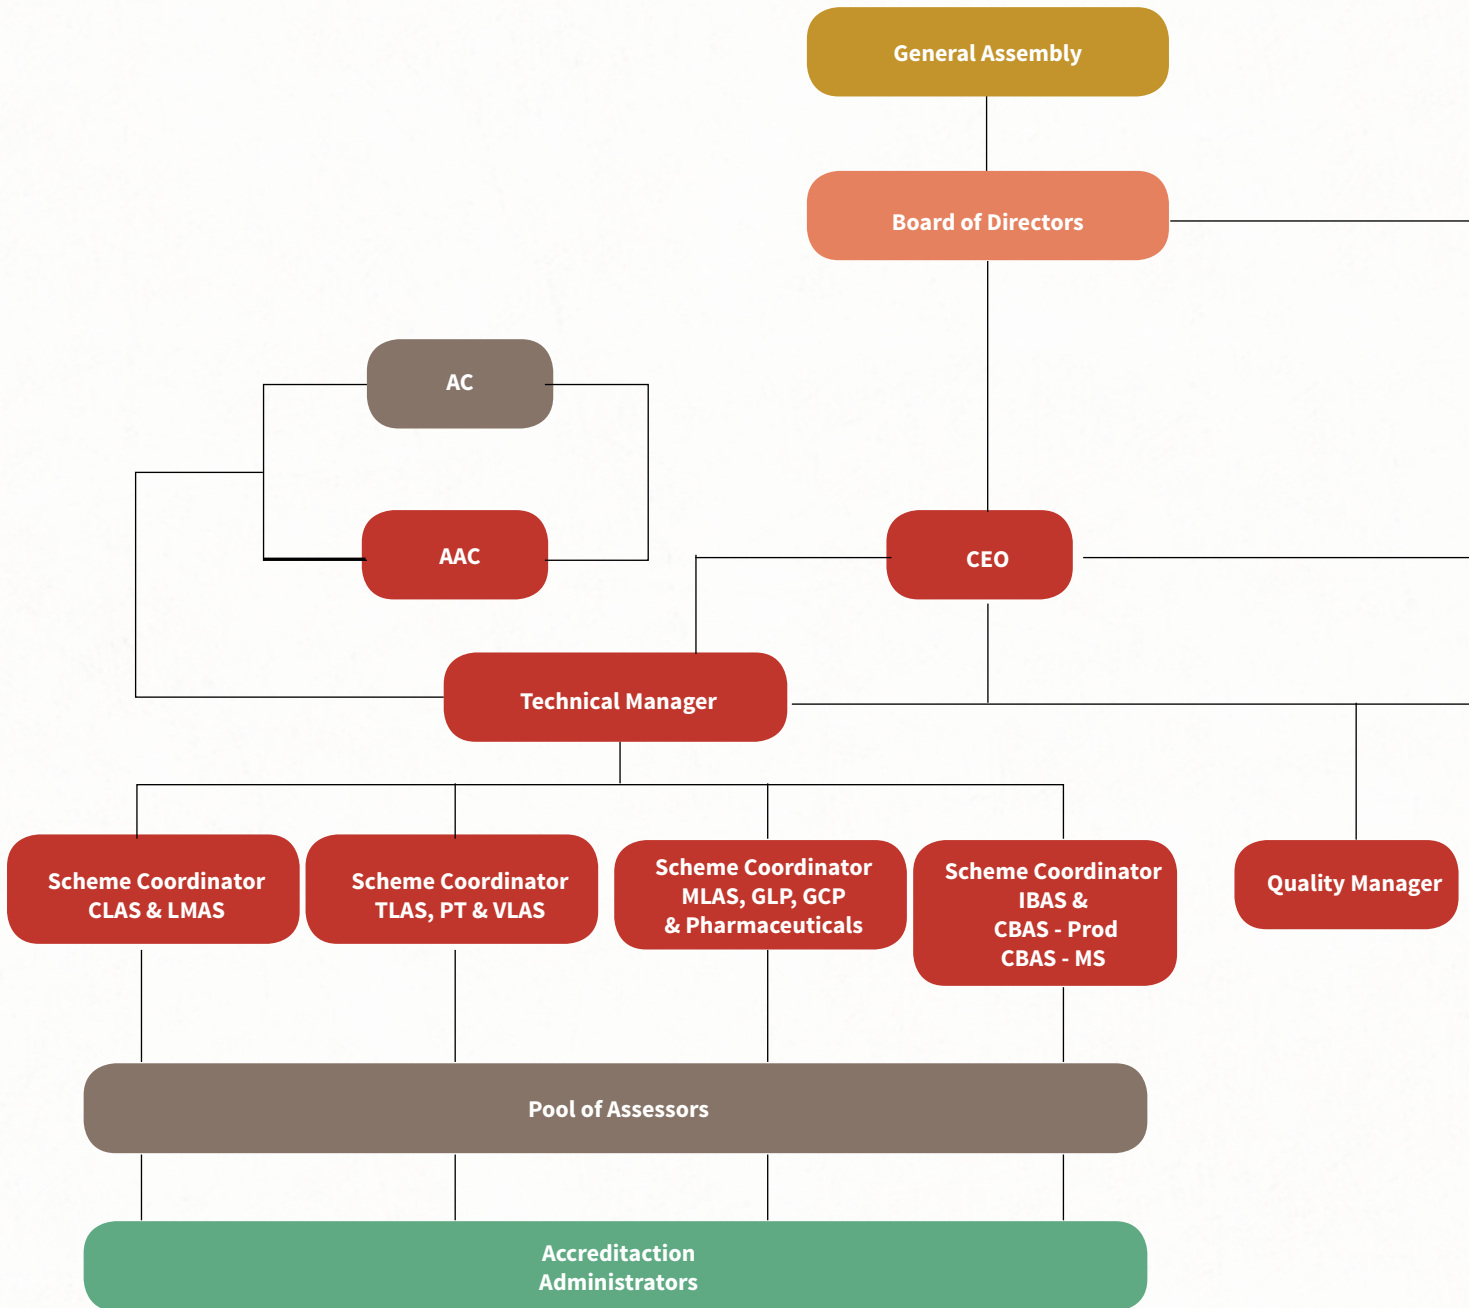 General Assembly
Board of Directors
AC
AAC
CEO
Technical Manager
Scheme Coordinator
CLAS & LMAS
Scheme Coordinator
TLAS, PT & VLAS
Scheme Coordinator
MLAS, GLP, GCP
& Pharmaceuticals
Scheme Coordinator
IBAS &
CBAS - Prod
CBAS - MS
Quality Manager
Pool of Assessors
Accreditaction
Administrators